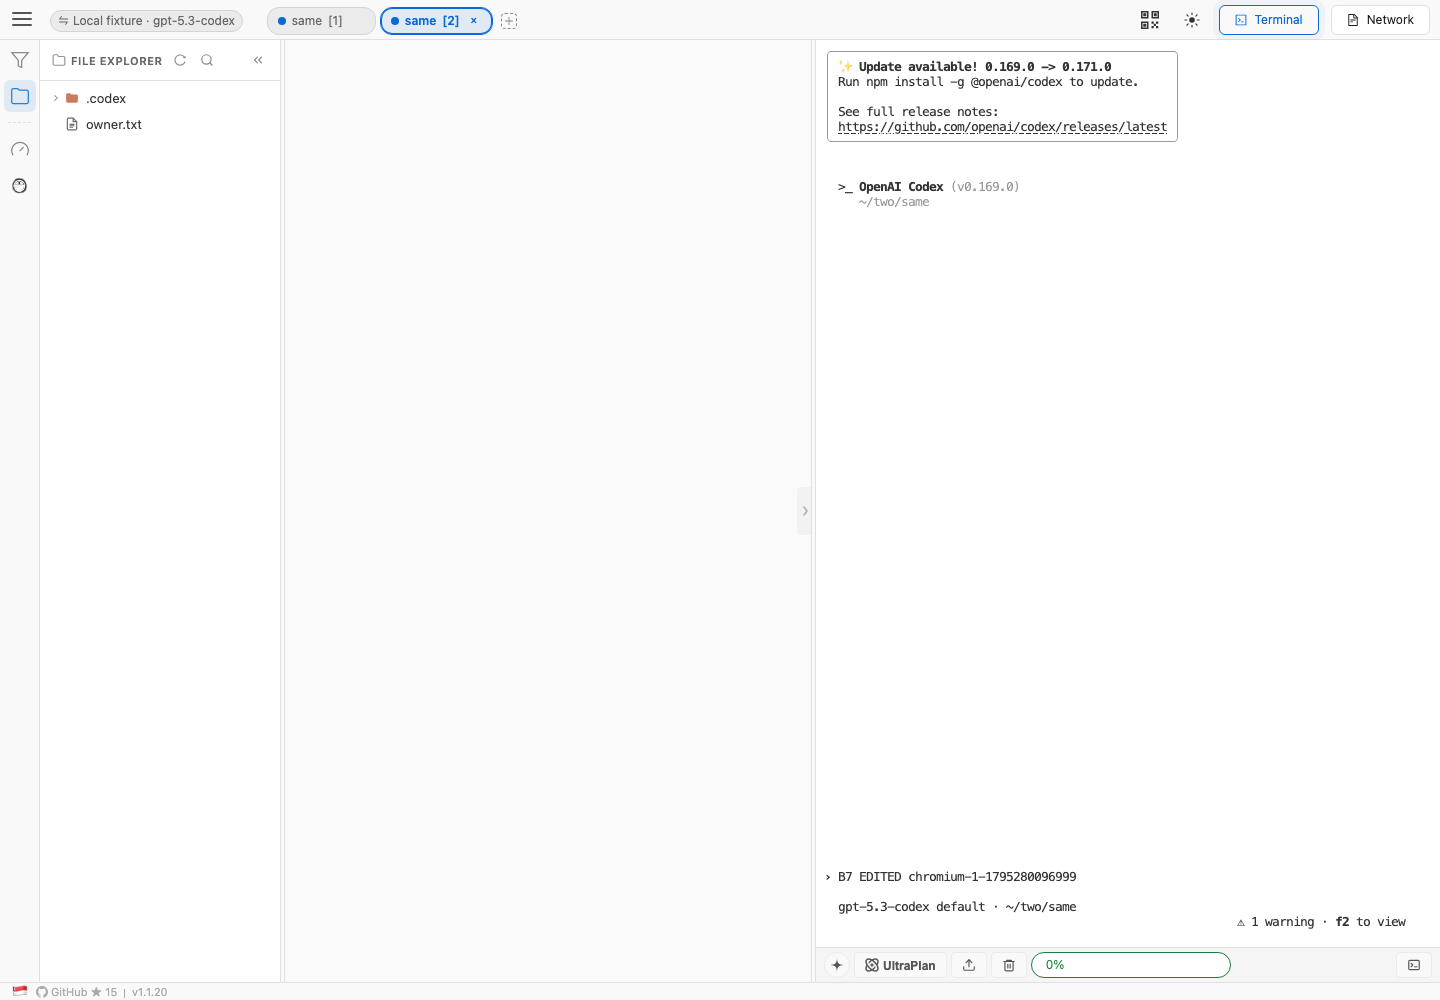 Local fixture · gpt-5.3-codex
same [1]
same [2] ×
Terminal
Network
FILE EXPLORER
.codex
owner.txt
✨ Update available! 0.169.0 -> 0.171.0
Run npm install -g @openai/codex to update.
See full release notes:
https://github.com/openai/codex/releases/latest
>_ OpenAI Codex (v0.169.0)
~/two/same
› B7 EDITED chromium-1-1795280096999
gpt-5.3-codex default · ~/two/same
⚠ 1 warning · f2 to view
UltraPlan
0%
GitHub ★ 15 | v1.1.20